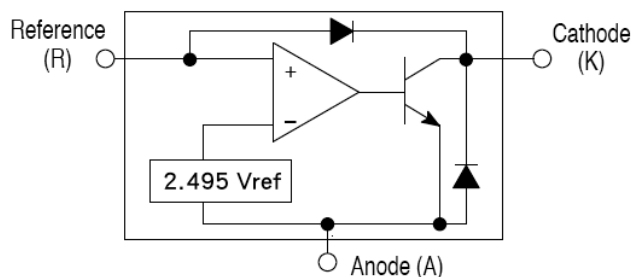 Reference
(R)
Cathode
(K)
+
−
2.495 Vref
Anode (A)